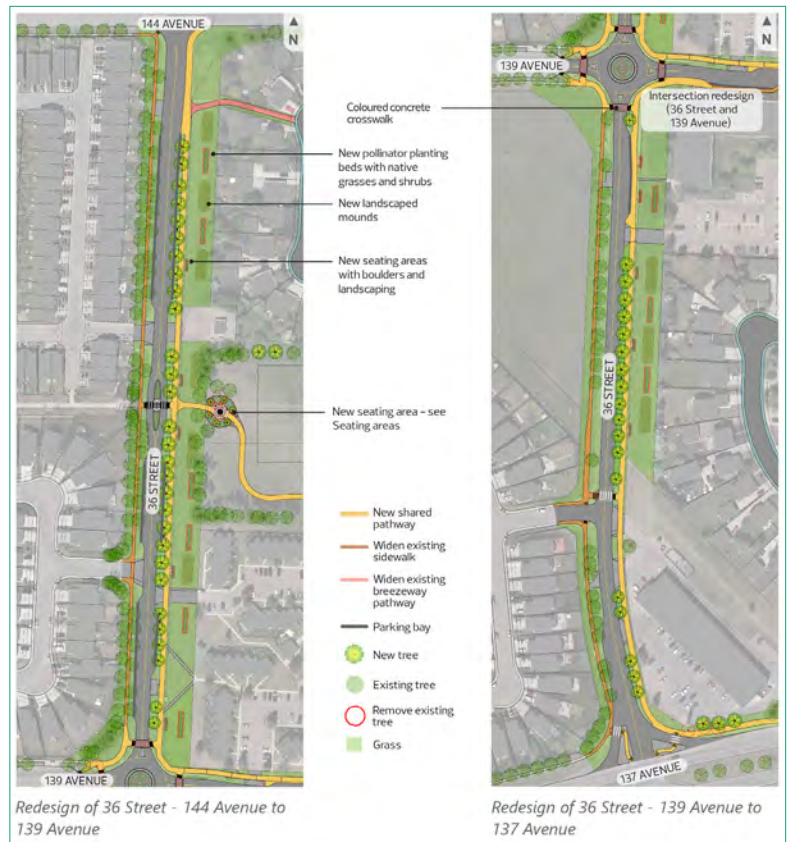 144 AVENUE
N
36 STREET
139 AVENUE
Redesign of 36 Street - 144 Avenue to
139 Avenue
Coloured concrete
crosswalk
New pollinator planting
beds with native
grasses and shrubs
New landscaped
mounds
New seating areas
with boulders and
landscaping
New seating area – see
Seating areas
New shared
pathway
Widen existing
sidewalk
Widen existing
breezeway
pathway
Parking bay
New tree
Existing tree
Remove existing
tree
Grass
N
139 AVENUE
Intersection redesign
(36 Street and
139 Avenue)
36 STREET
137 AVENUE
Redesign of 36 Street - 139 Avenue to
137 Avenue